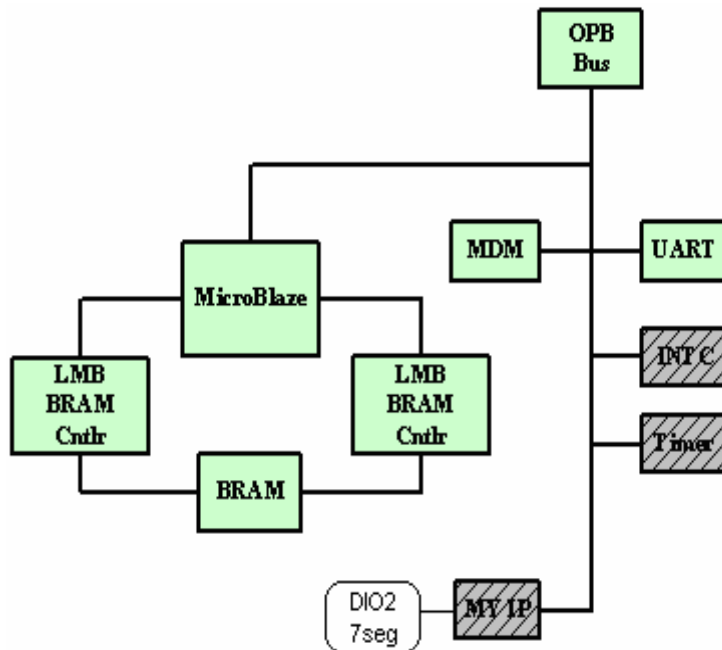 OPB
Bus
MDM
UART
MicroBlaze
INTC
LMB
BRAM
Cntlr
LMB
BRAM
Cntlr
Timer
BRAM
DIO2
7seg
MY IP